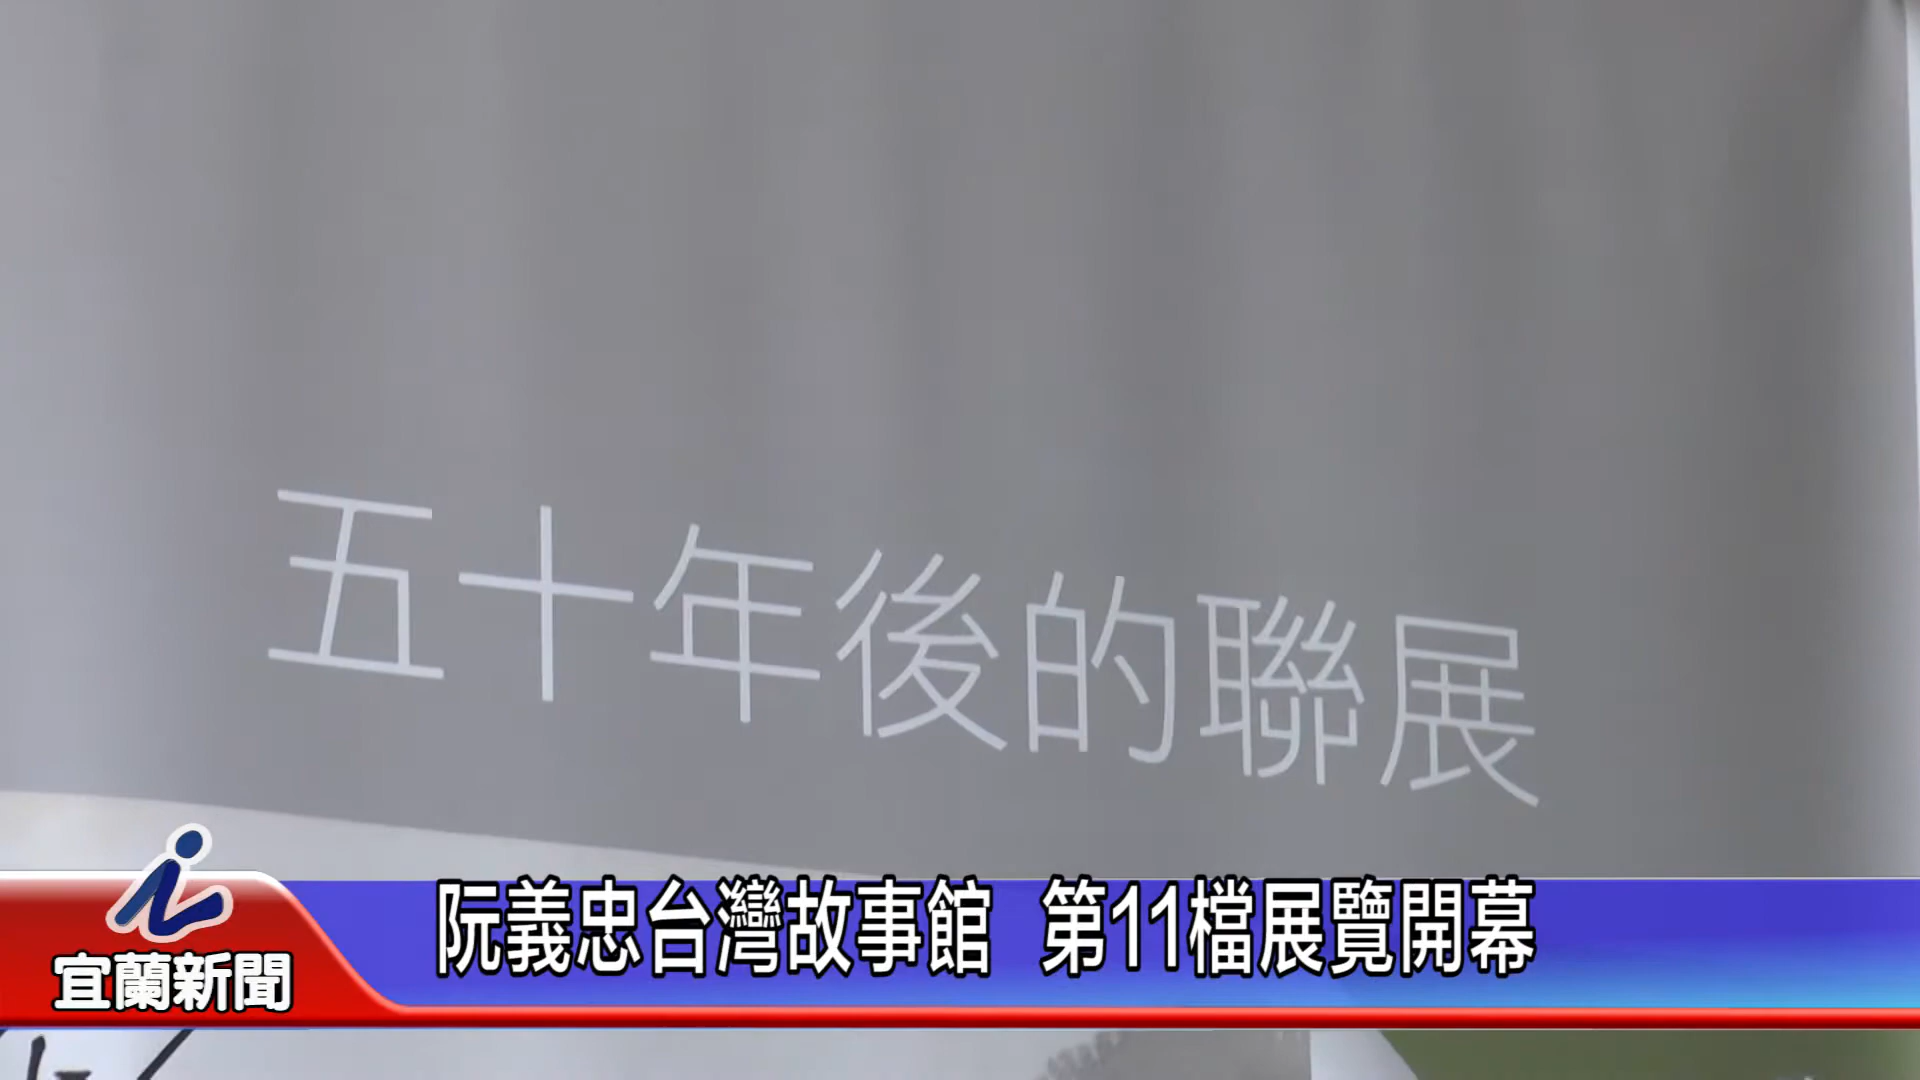 五十年後的聯展
阮義忠台灣故事館 第11檔展覽開幕
宜蘭新聞